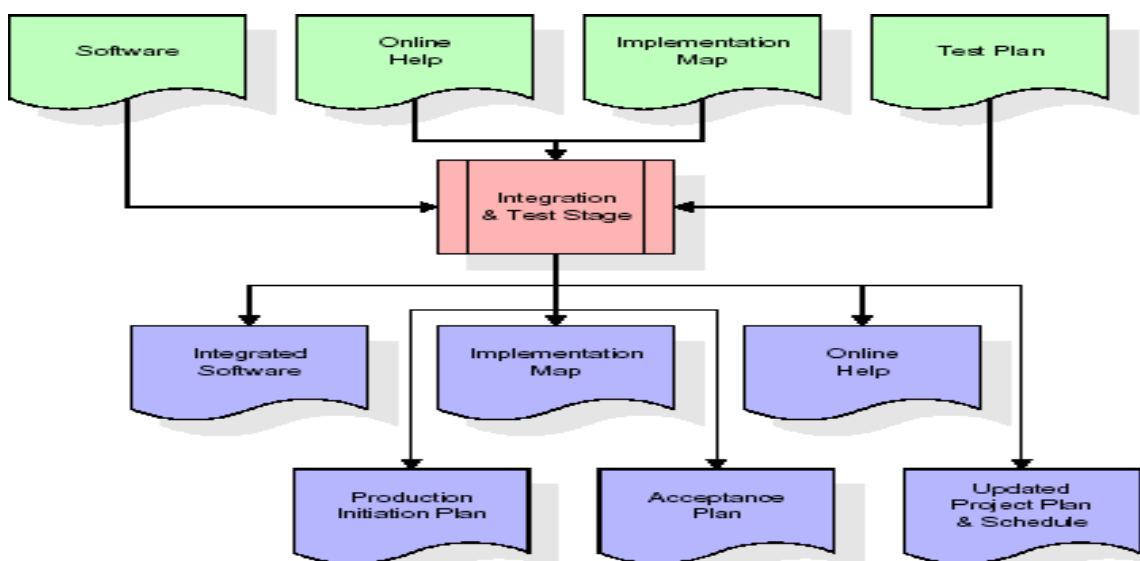 Software
Online
Help
Implementation
Map
Test Plan
Integration
& Test Stage
Integrated
Software
Implementation
Map
Online
Help
Production
Initiation Plan
Acceptance
Plan
Updated
Project Plan
& Schedule